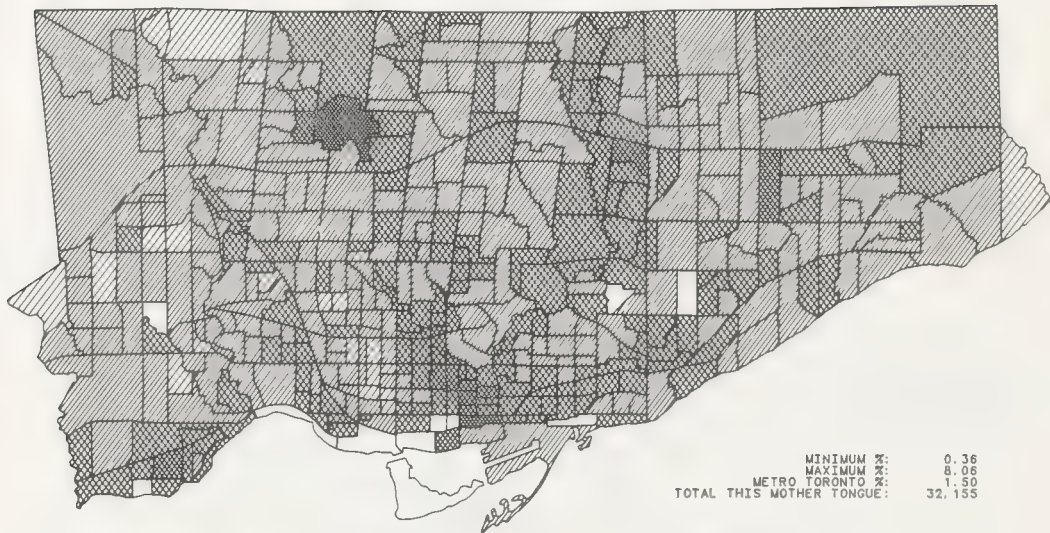 MINIMUM %: 0.36
MAXIMUM %: 8.06
METRO TORONTO %: 1.50
TOTAL THIS MOTHER TONGUE: 32,155